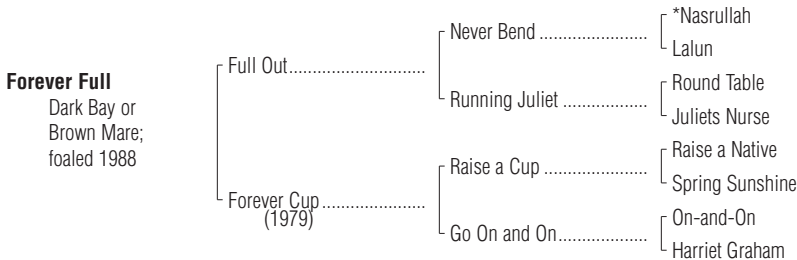 Forever Full
Dark Bay or
Brown Mare;
foaled 1988
Full Out............................
Forever Cup......................
(1979)
Never Bend .......................
Running Juliet ..................
Raise a Cup ......................
Go On and On...................
*Nasrullah
Lalun
Round Table
Juliets Nurse
Raise a Native
Spring Sunshine
On-and-On
Harriet Graham